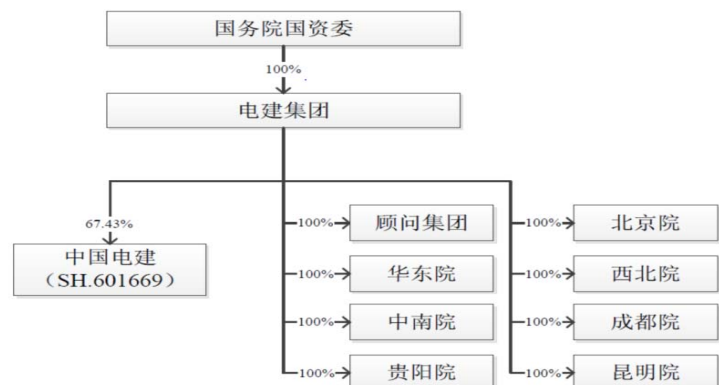 国务院国资委
100%
电建集团
67.43%
中国电建
（SH.601669）
100%
顾问集团
100%
北京院
100%
华东院
100%
西北院
100%
中南院
100%
成都院
100%
贵阳院
100%
昆明院